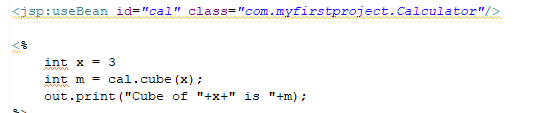 <jsp:useBean id="cal" class="com.myfirstproject.Calculator"/>
<%
int x = 3
int m = cal.cube(x);
out.print("Cube of "+x+" is "+m);
%>